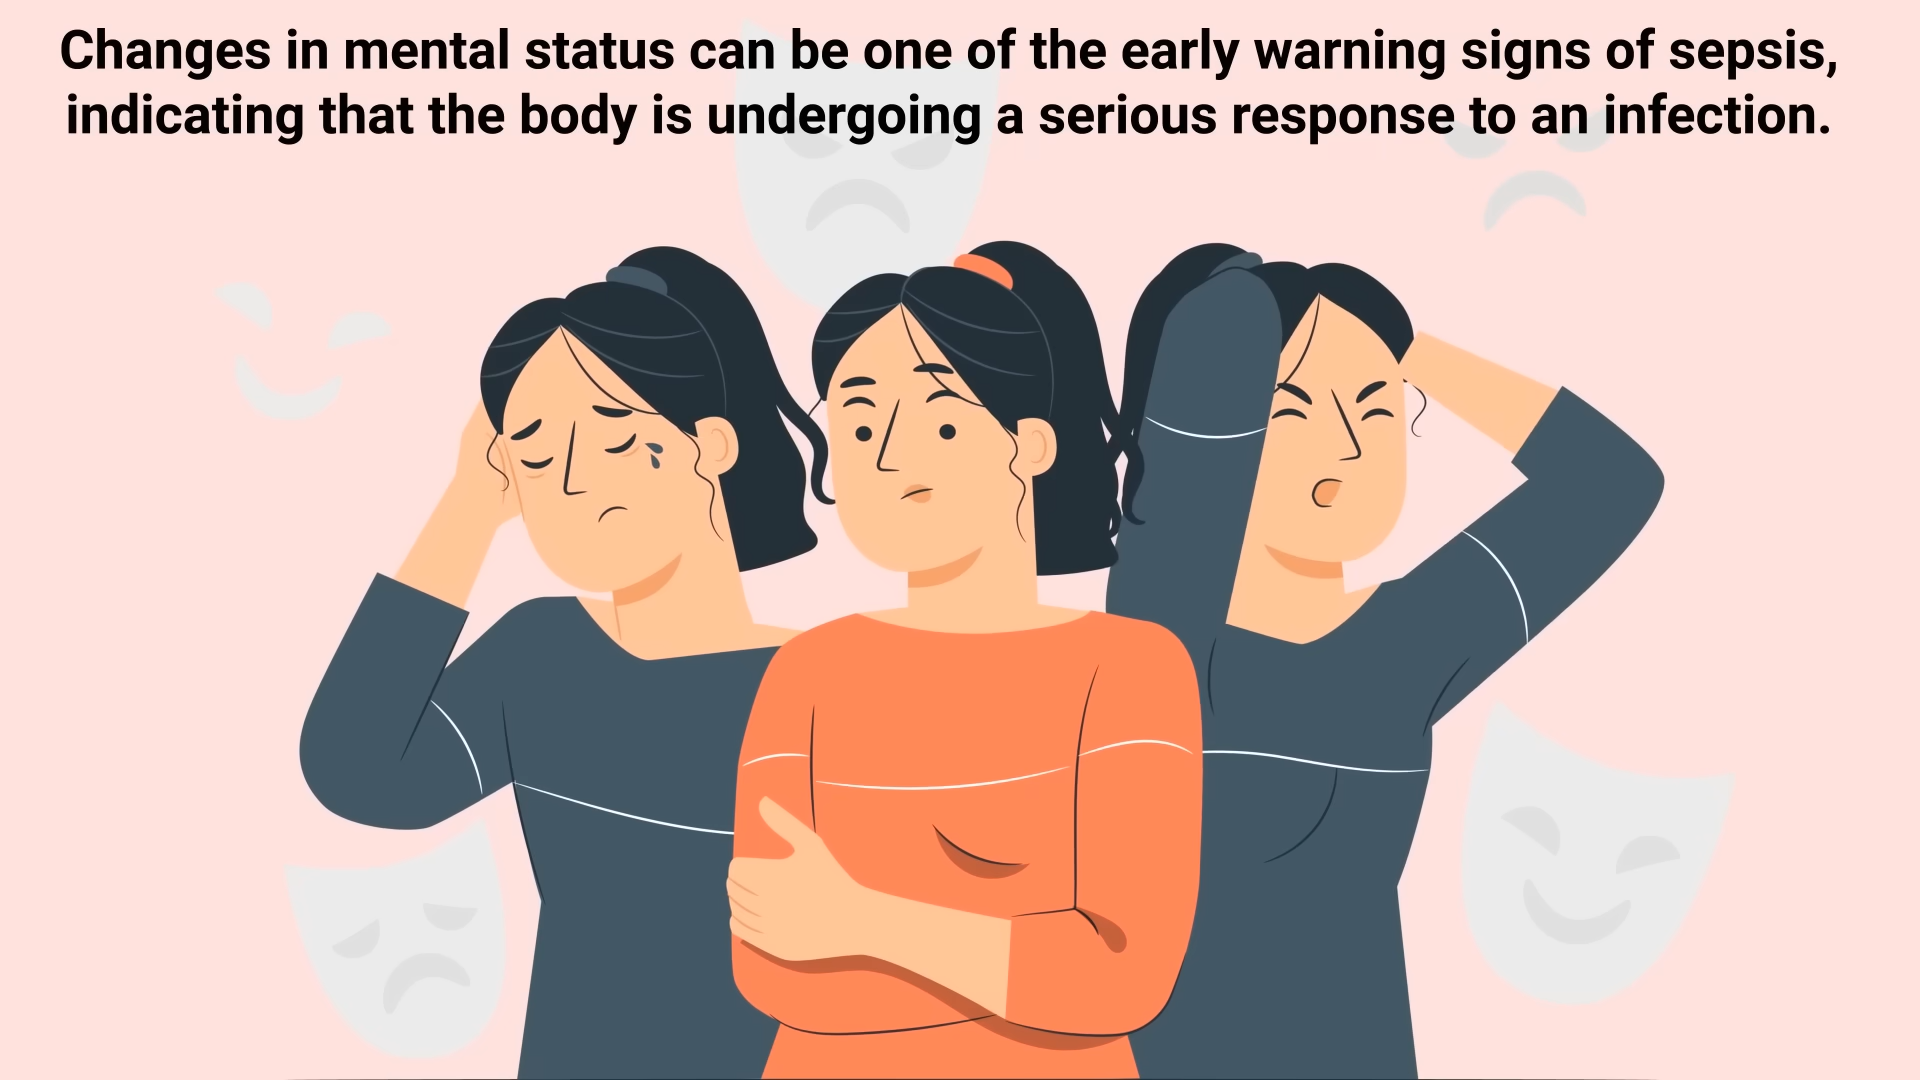 Changes in mental status can be one of the early warning signs of sepsis,
indicating that the body is undergoing a serious response to an infection.